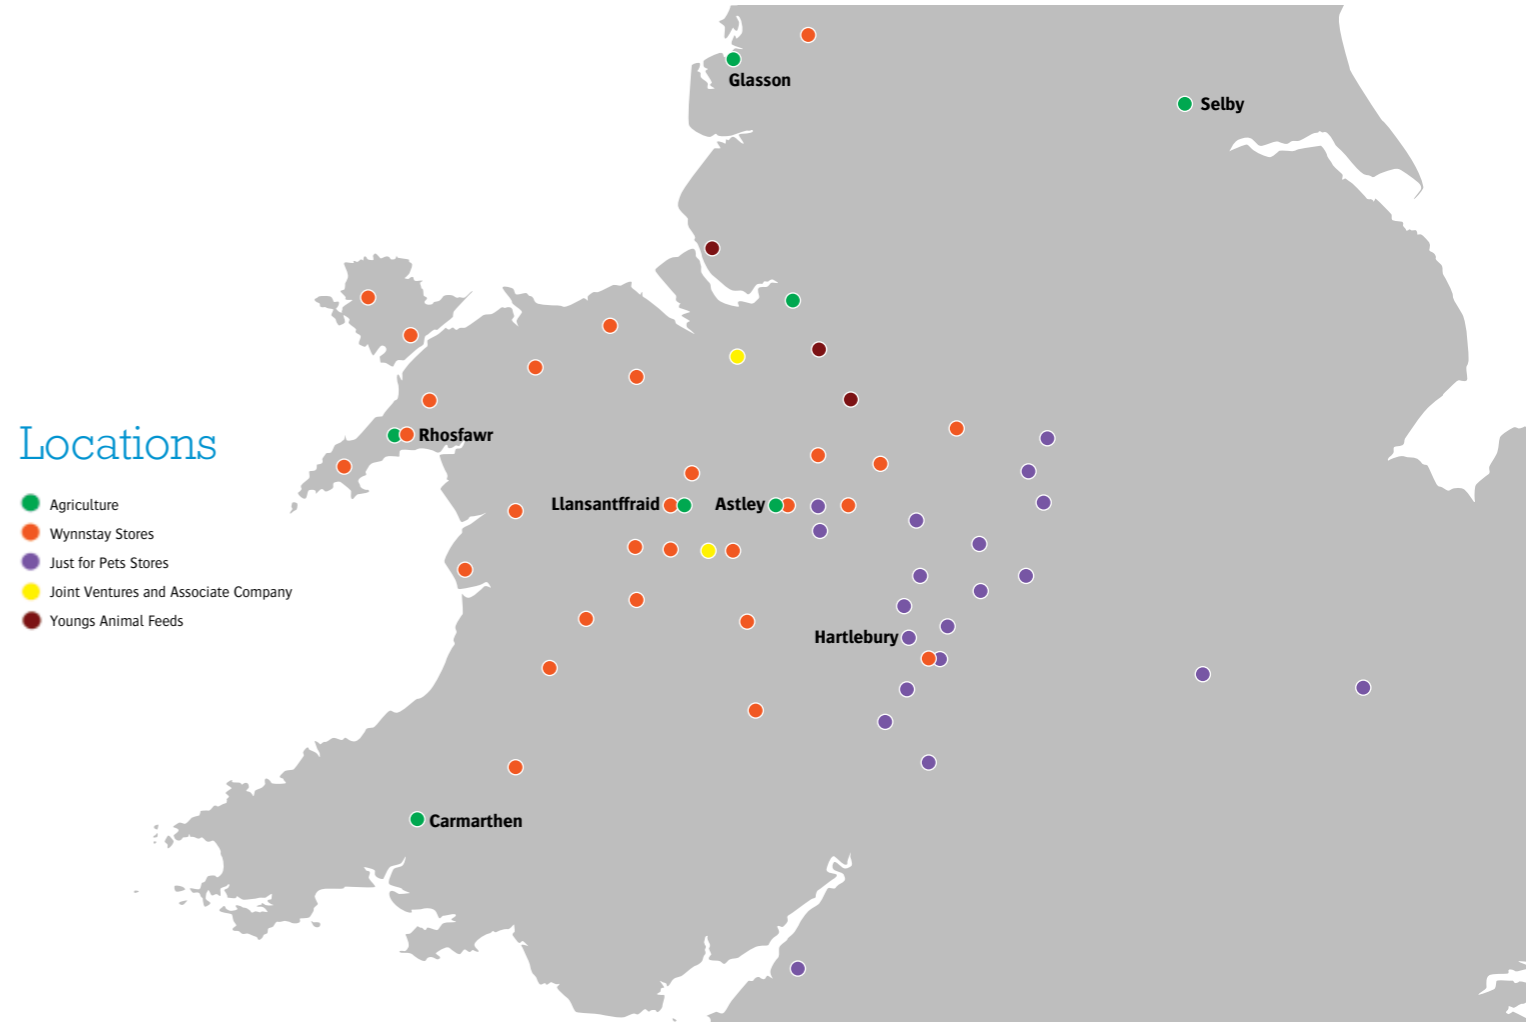 Glasson
Selby
Locations
Rhosfawr
Agriculture
Wynnstay Stores
Just for Pets Stores
Joint Ventures and Associate Company
Youngs Animal Feeds
Llansantffraid
Astley
Hartlebury
Carmarthen